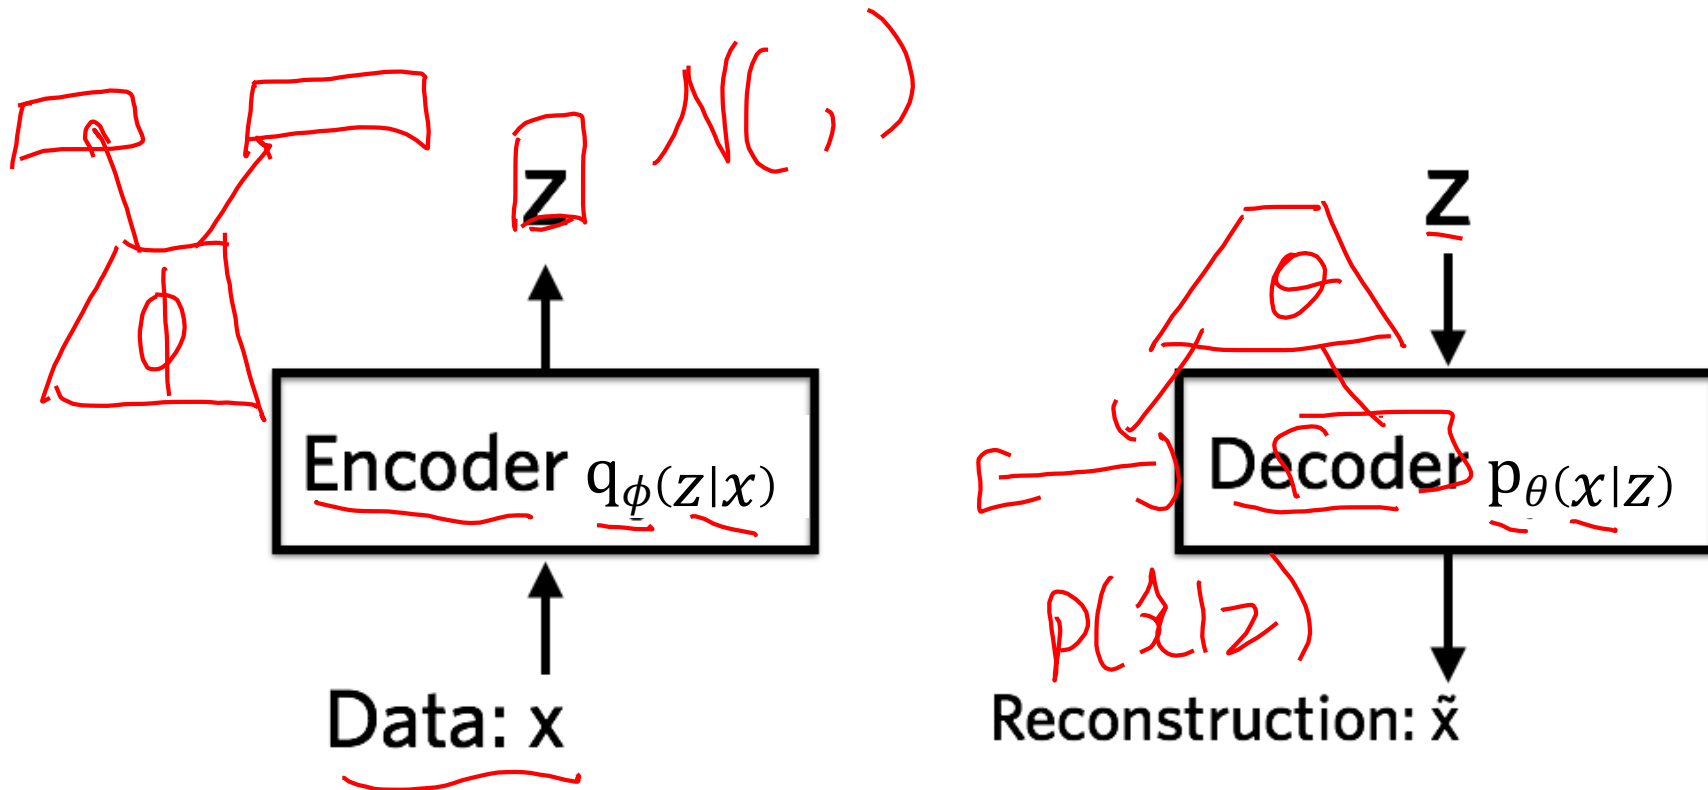 N( , )
z
ϕ
Encoder qϕ(z|x)
Data: x
z
θ
Decoder pθ(x|z)
p(x̂|z)
Reconstruction: x̃